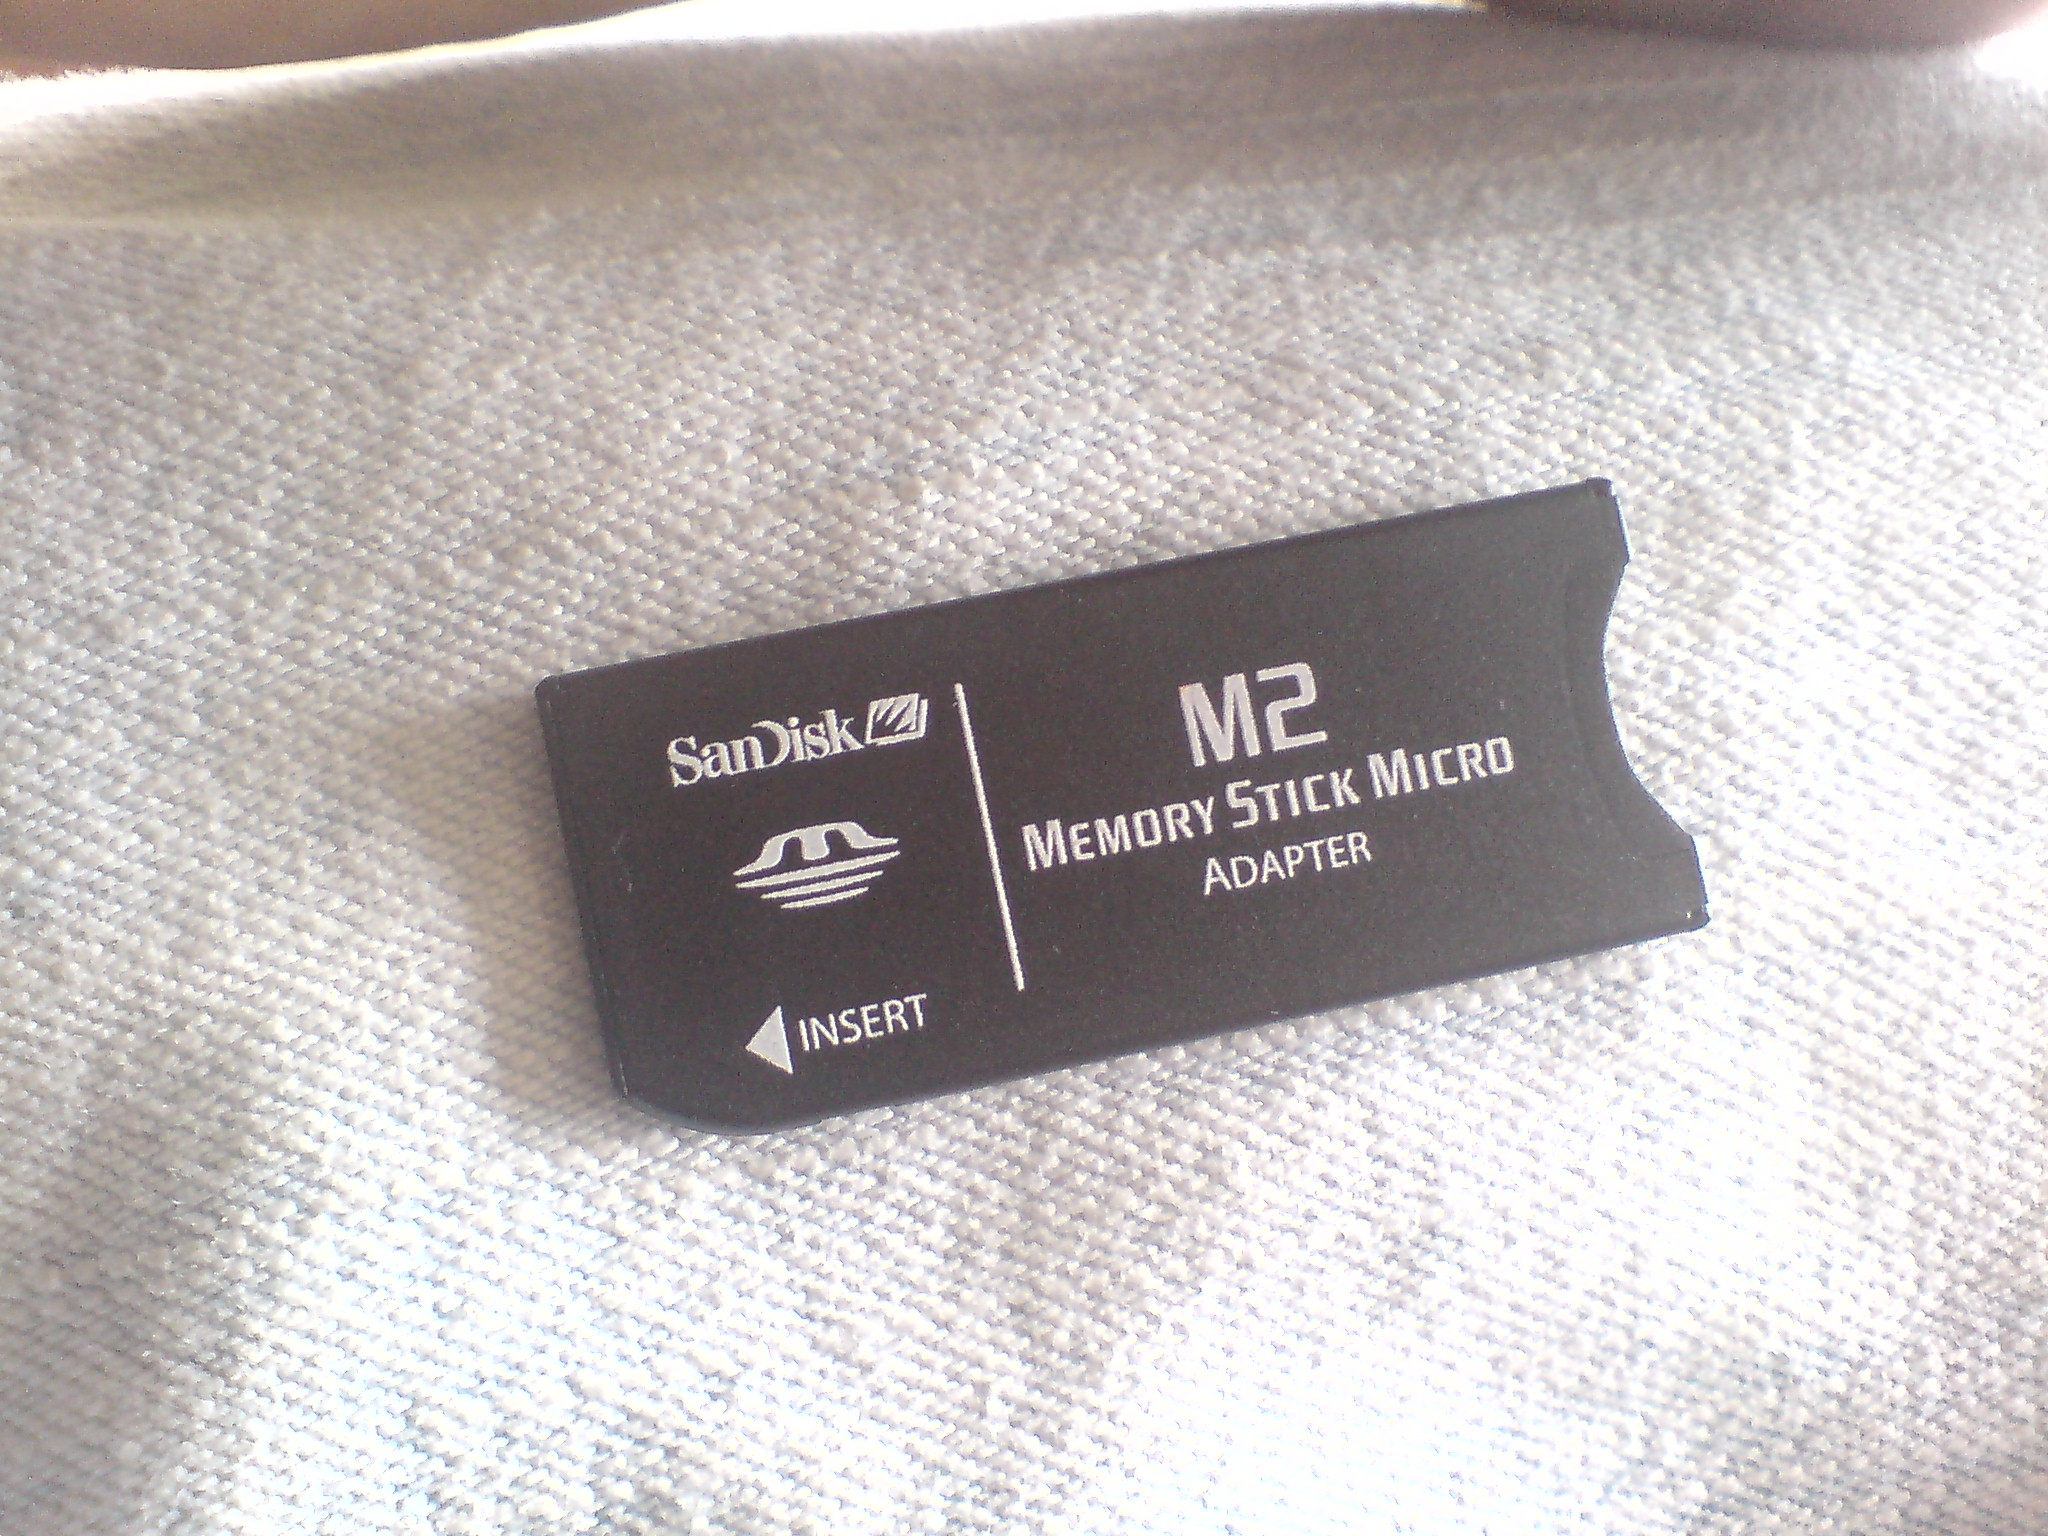 SanDisk
INSERT
M2
MEMORY STICK MICRO
ADAPTER